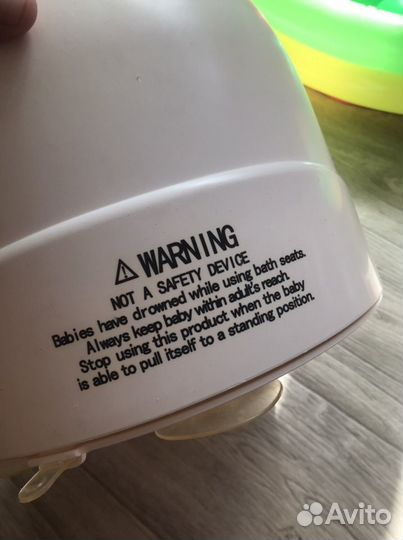 ⚠ WARNING
NOT A SAFETY DEVICE
Babies have drowned while using bath seats.
Always keep baby within adult's reach.
Stop using this product when the baby
is able to pull itself to a standing position.
Avito